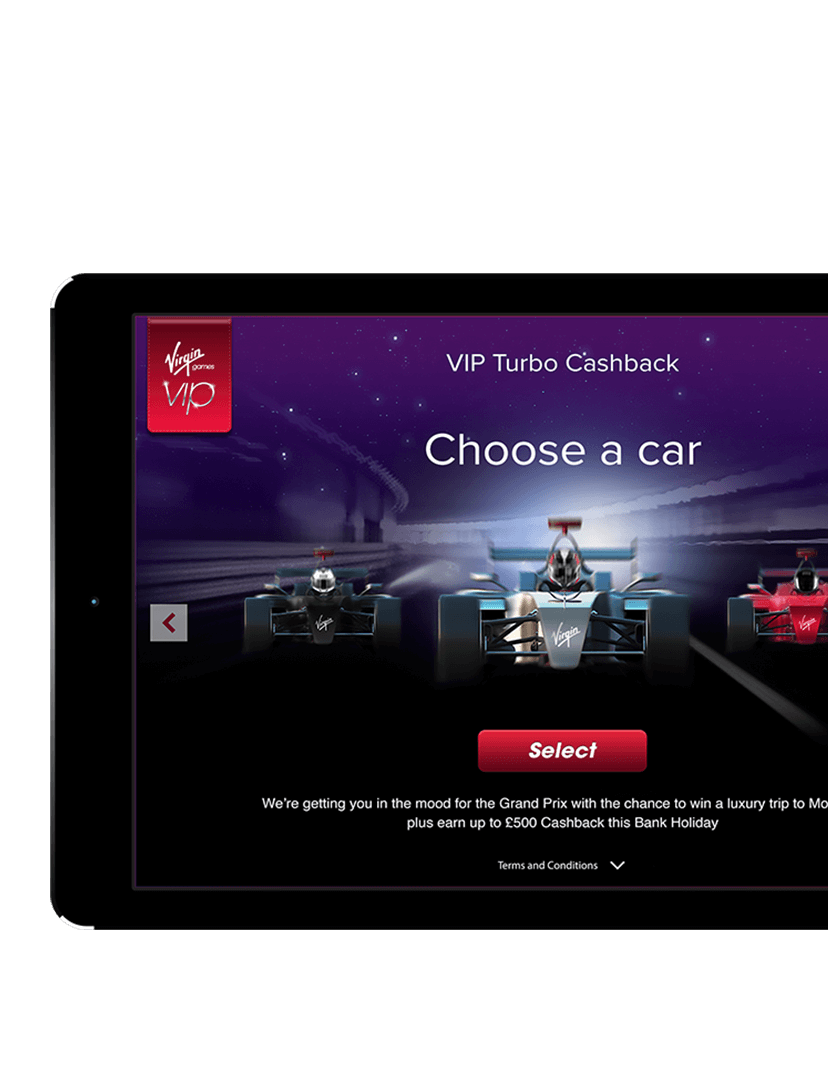 Virgin
games
VIP
VIP Turbo Cashback
Choose a car
Virgin
Virgin
Virgin
Select
We're getting you in the mood for the Grand Prix with the chance to win a luxury trip to Mo
plus earn up to £500 Cashback this Bank Holiday
Terms and Conditions